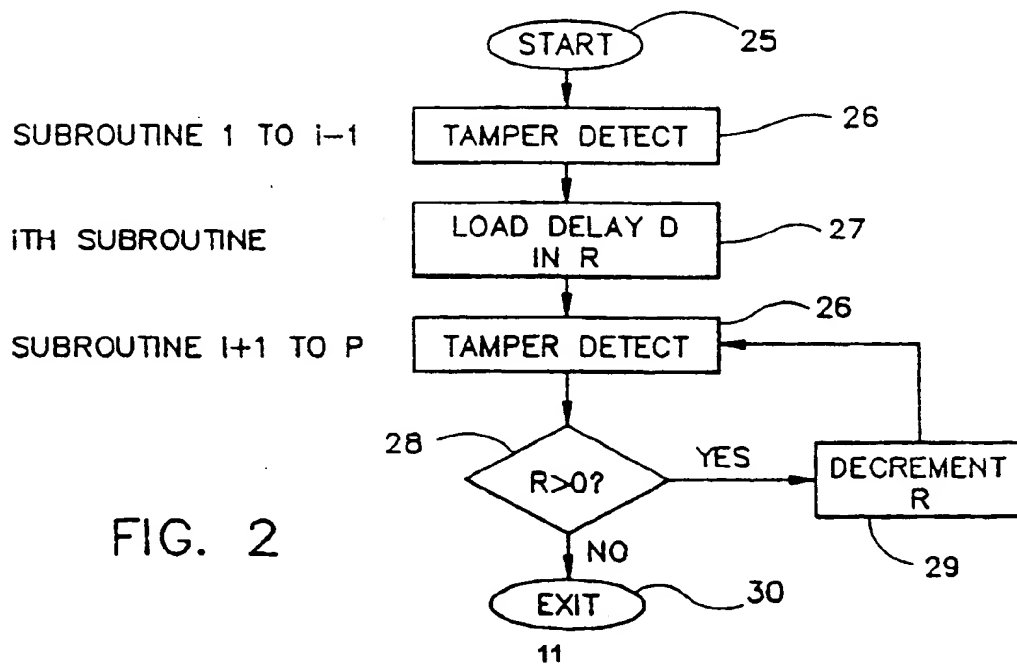 START
25
SUBROUTINE 1 TO i-1
TAMPER DETECT
26
iTH SUBROUTINE
LOAD DELAY D
IN R
27
SUBROUTINE I+1 TO P
TAMPER DETECT
26
28
R>0?
YES
DECREMENT
R
29
NO
FIG. 2
EXIT
30
11